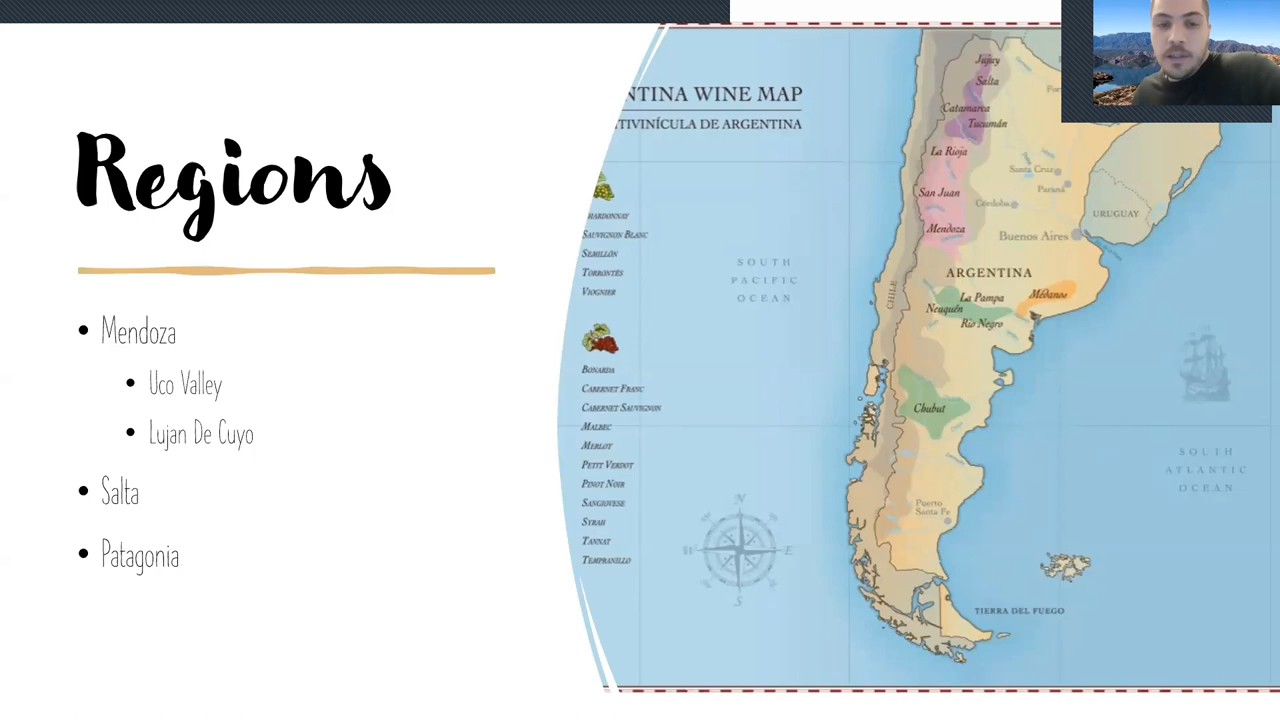 Regions
• Mendoza
• Uco Valley
• Lujan De Cuyo
• Salta
• Patagonia
NTINA WINE MAP
TIVINÍCULA DE ARGENTINA
HARDONNAY
SAUVIGNON BLANC
SEMILLÓN
TORRONTÉS
VIOGNIER
BONARDA
CABERNET FRANC
CABERNET SAUVIGNON
MALBEC
MERLOT
PETIT VERDOT
PINOT NOIR
SANGIOVESE
SYRAH
TANNAT
TEMPRANILLO
SOUTH
PACIFIC
OCEAN
N
W E
S
Jujuy
Salta
Catamarca
Tucumán
La Rioja
Santa Cruz
Paraná
San Juan
Córdoba
Mendoza
Buenos Aires
URUGUAY
ARGENTINA
CHILE
La Pampa
Médanos
Neuquén
Río Negro
Chubut
Puerto
Santa Fe
SOUTH
ATLANTIC
OCEAN
TIERRA DEL FUEGO